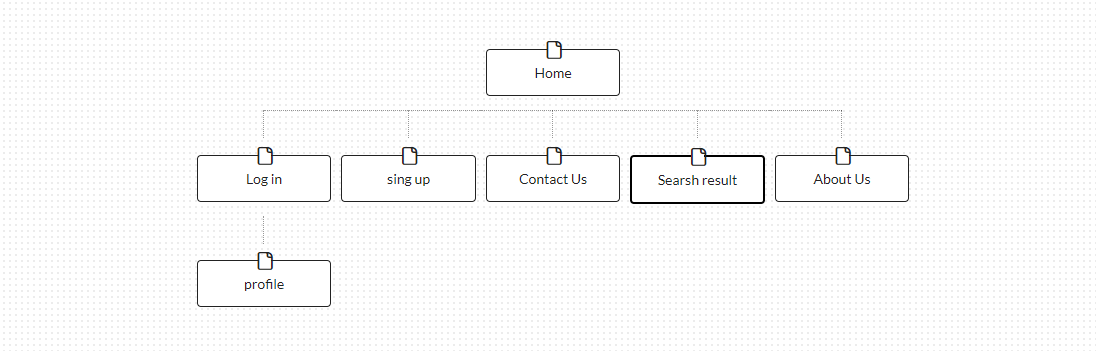 Home
Log in
sing up
Contact Us
Searsh result
About Us
profile